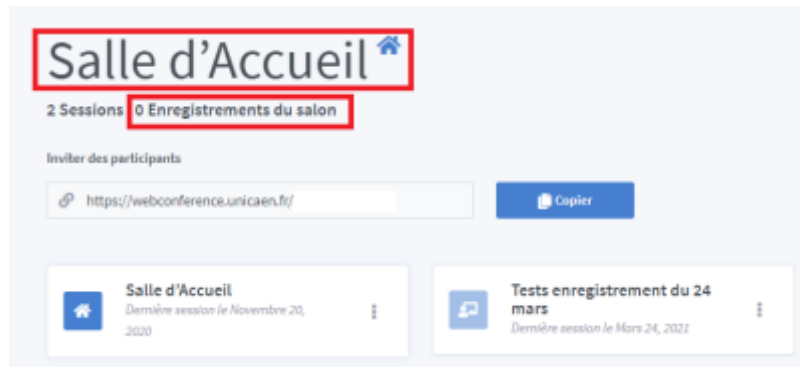 Salle d'Accueil
2 Sessions 0 Enregistrements du salon
Inviter des participants
https://webconference.unicaen.fr/
Copier
Salle d'Accueil
Dernière session le Novembre 20,
2020
Tests enregistrement du 24
mars
Dernière session le Mars 24, 2021